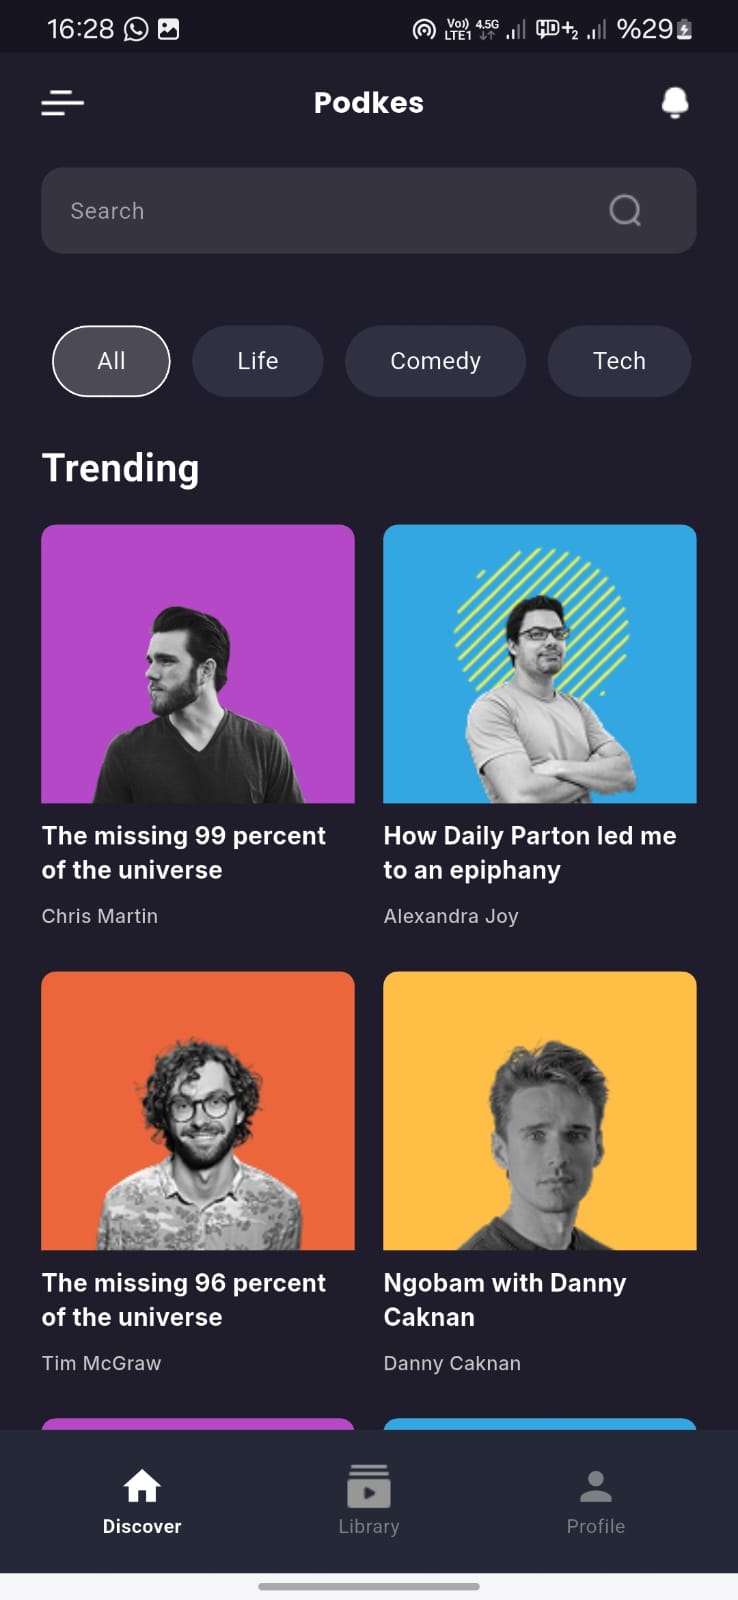 16:28 Vo)) LTE1 4.5G HD+2 %29
Podkes
Search
All Life Comedy Tech
Trending
The missing 99 percent
of the universe
Chris Martin
How Daily Parton led me
to an epiphany
Alexandra Joy
The missing 96 percent
of the universe
Tim McGraw
Ngobam with Danny
Caknan
Danny Caknan
Discover Library Profile